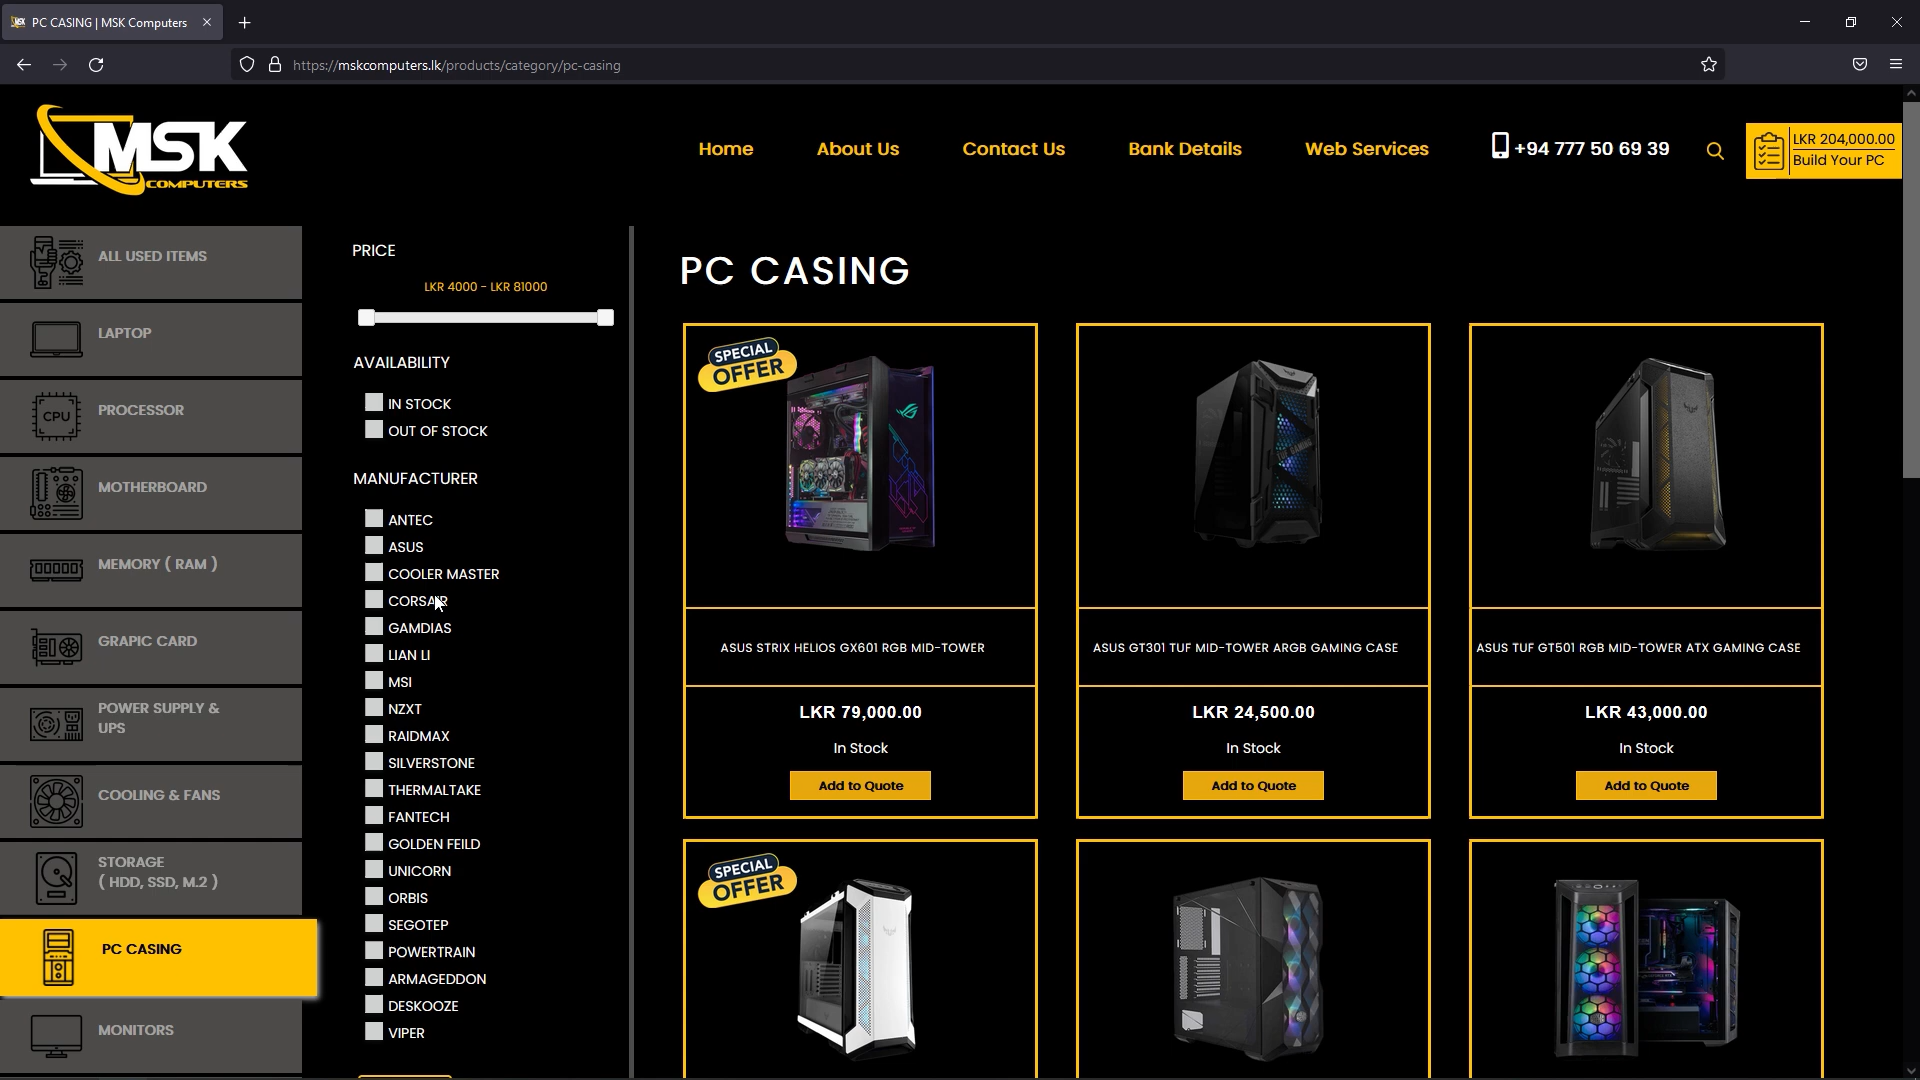 PC CASING | MSK Computers
https://mskcomputers.lk/products/category/pc-casing
MSK
COMPUTERS
Home
About Us
Contact Us
Bank Details
Web Services
+94 777 50 69 39
LKR 204,000.00
Build Your PC
ALL USED ITEMS
LAPTOP
CPU
PROCESSOR
MOTHERBOARD
MEMORY ( RAM )
GRAPIC CARD
POWER SUPPLY &
UPS
COOLING & FANS
STORAGE
( HDD, SSD, M.2 )
PC CASING
MONITORS
PRICE
LKR 4000 - LKR 81000
AVAILABILITY
IN STOCK
OUT OF STOCK
MANUFACTURER
ANTEC
ASUS
COOLER MASTER
CORSAIR
GAMDIAS
LIAN LI
MSI
NZXT
RAIDMAX
SILVERSTONE
THERMALTAKE
FANTECH
GOLDEN FEILD
UNICORN
ORBIS
SEGOTEP
POWERTRAIN
ARMAGEDDON
DESKOOZE
VIPER
PC CASING
SPECIAL
OFFER
ASUS STRIX HELIOS GX601 RGB MID-TOWER
LKR 79,000.00
In Stock
Add to Quote
ASUS GT301 TUF MID-TOWER ARGB GAMING CASE
LKR 24,500.00
In Stock
Add to Quote
ASUS TUF GT501 RGB MID-TOWER ATX GAMING CASE
LKR 43,000.00
In Stock
Add to Quote
SPECIAL
OFFER